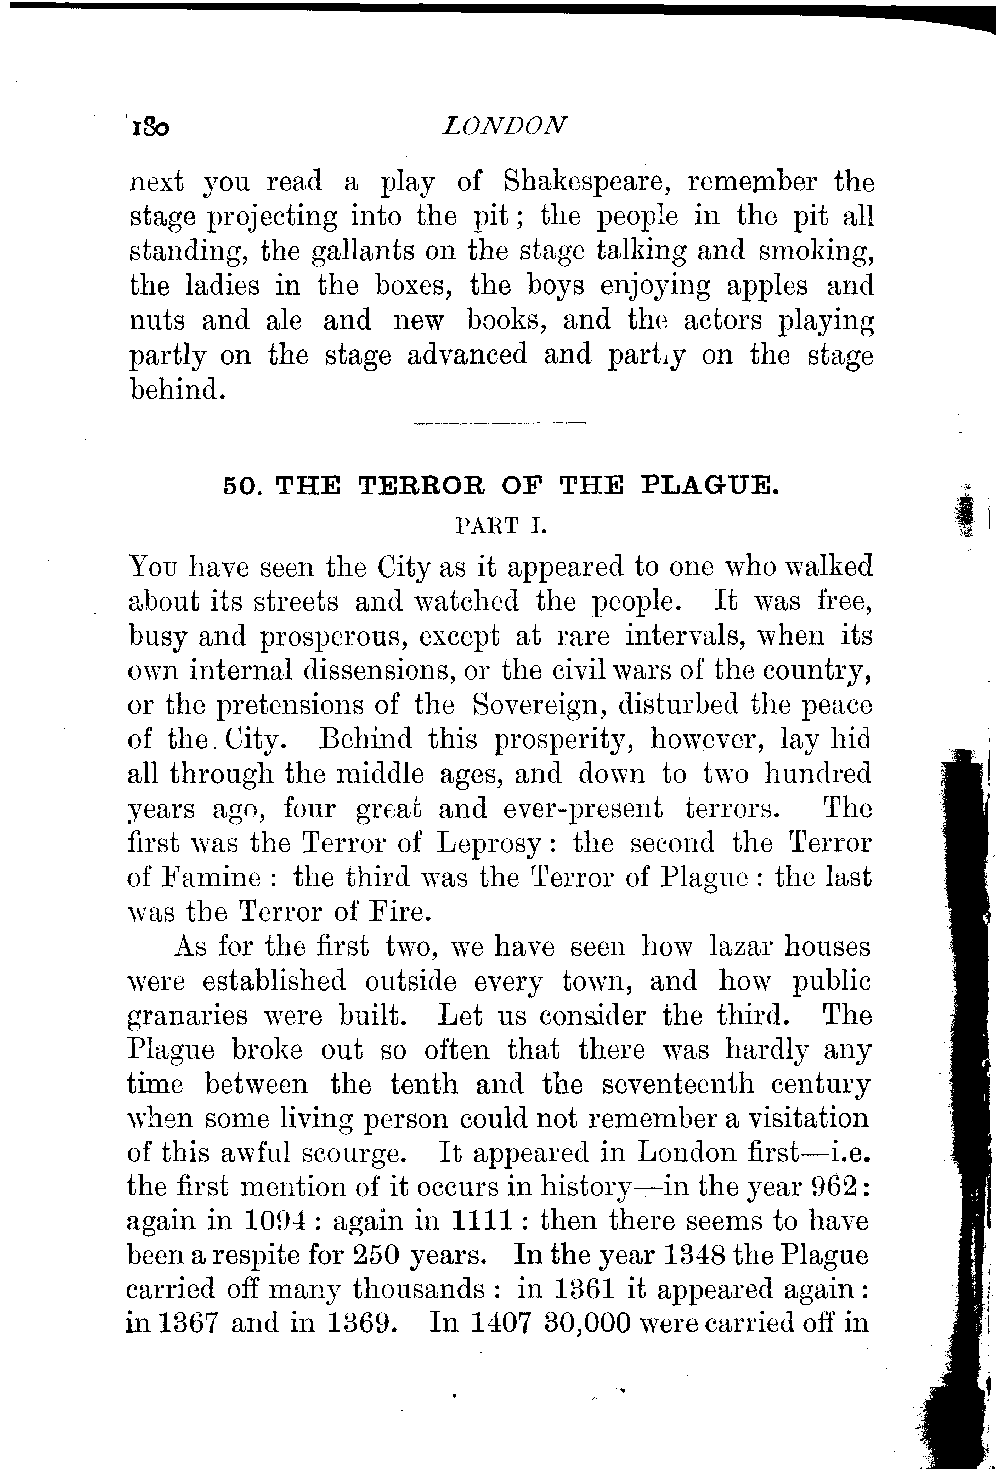 180 LONDON
next you read a play of Shakespeare, remember the
stage projecting into the pit; the people in the pit all
standing, the gallants on the stage talking and smoking,
the ladies in the boxes, the boys enjoying apples and
nuts and ale and new books, and the actors playing
partly on the stage advanced and partly on the stage
behind.
50. THE TERROR OF THE PLAGUE.
PART I.
YOU have seen the City as it appeared to one who walked
about its streets and watched the people. It was free,
busy and prosperous, except at rare intervals, when its
own internal dissensions, or the civil wars of the country,
or the pretensions of the Sovereign, disturbed the peace
of the City. Behind this prosperity, however, lay hid
all through the middle ages, and down to two hundred
years ago, four great and ever-present terrors. The
first was the Terror of Leprosy: the second the Terror
of Famine: the third was the Terror of Plague: the last
was the Terror of Fire.
As for the first two, we have seen how lazar houses
were established outside every town, and how public
granaries were built. Let us consider the third. The
Plague broke out so often that there was hardly any
time between the tenth and the seventeenth century
when some living person could not remember a visitation
of this awful scourge. It appeared in London first—i.e.
the first mention of it occurs in history—in the year 962:
again in 1094: again in 1111: then there seems to have
been a respite for 250 years. In the year 1348 the Plague
carried off many thousands: in 1361 it appeared again:
in 1367 and in 1369. In 1407 30,000 were carried off in